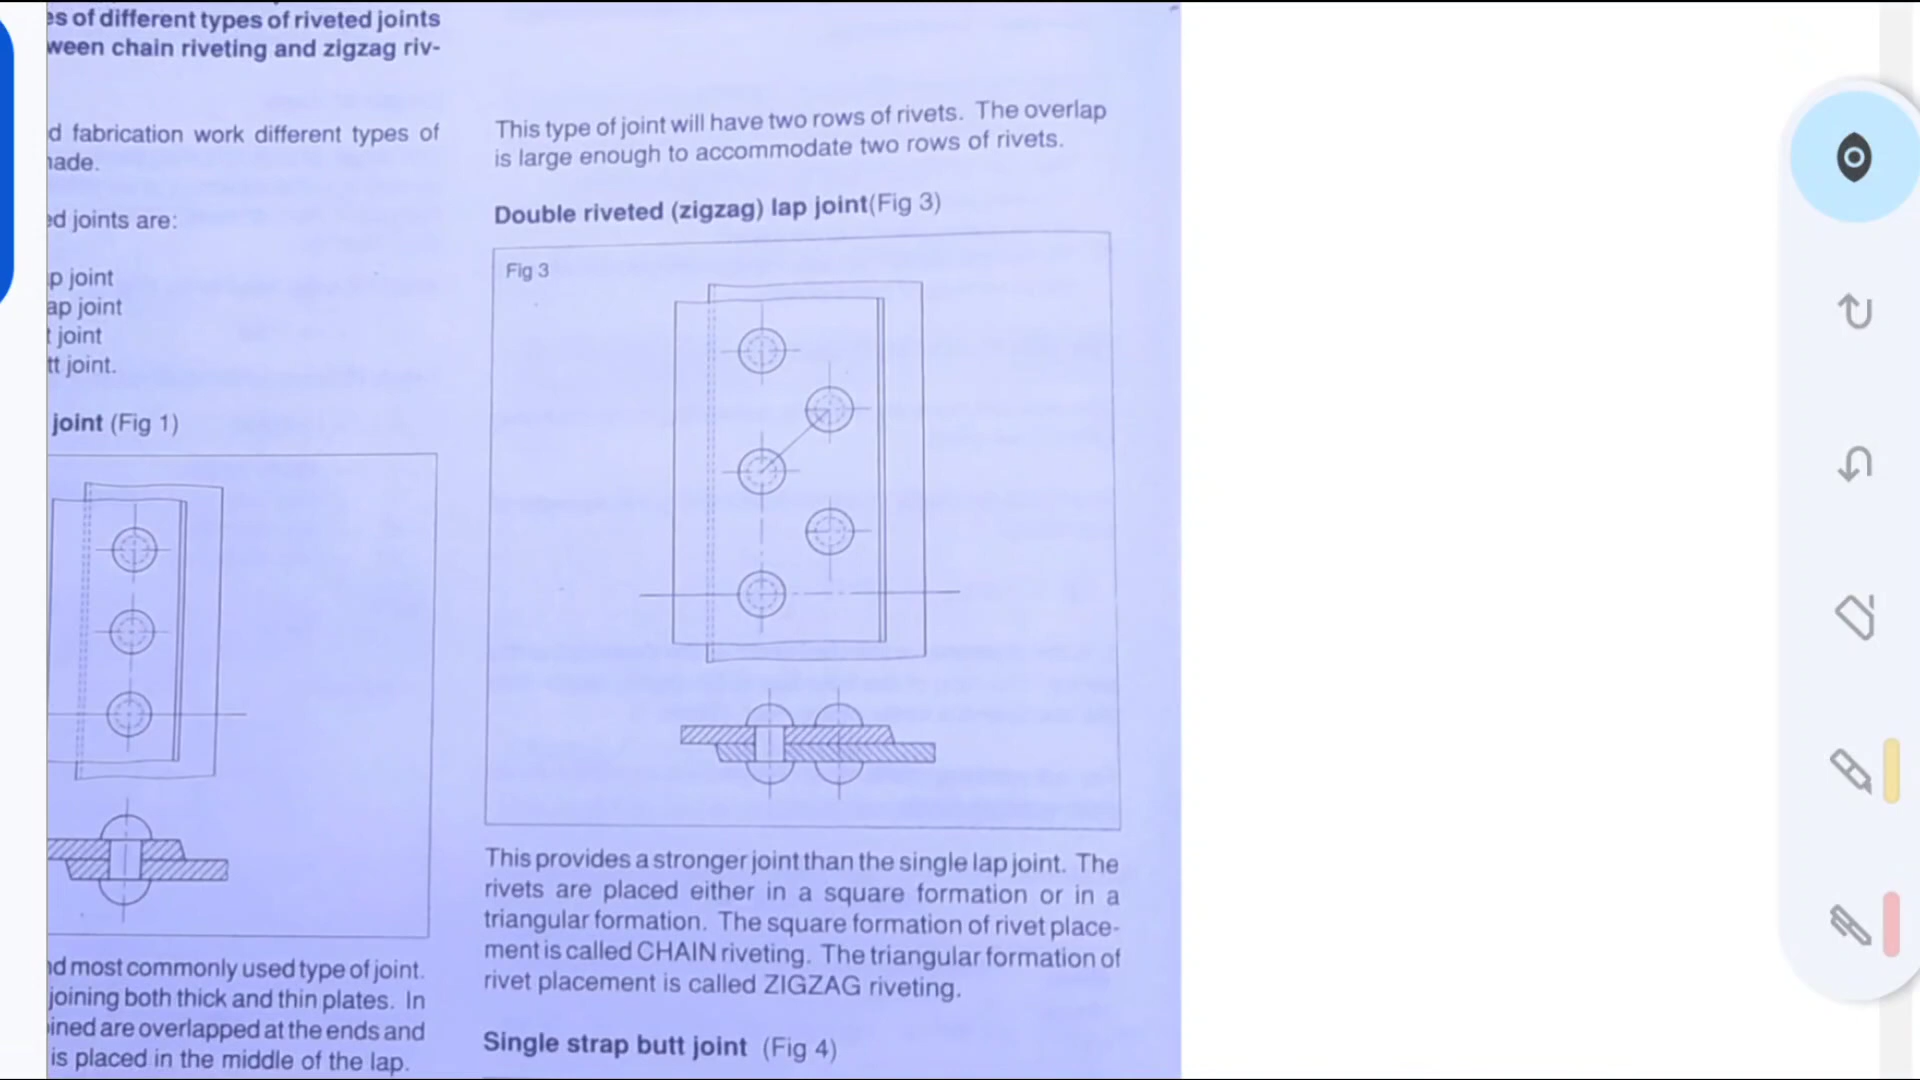 es of different types of riveted joints
ween chain riveting and zigzag riv-
d fabrication work different types of
ade.
ed joints are:
p joint
ap joint
t joint
tt joint.
joint (Fig 1)
nd most commonly used type of joint.
joining both thick and thin plates. In
ined are overlapped at the ends and
is placed in the middle of the lap.
This type of joint will have two rows of rivets. The overlap
is large enough to accommodate two rows of rivets.
Double riveted (zigzag) lap joint(Fig 3)
Fig 3
This provides a stronger joint than the single lap joint. The
rivets are placed either in a square formation or in a
triangular formation. The square formation of rivet place-
ment is called CHAIN riveting. The triangular formation of
rivet placement is called ZIGZAG riveting.
Single strap butt joint (Fig 4)